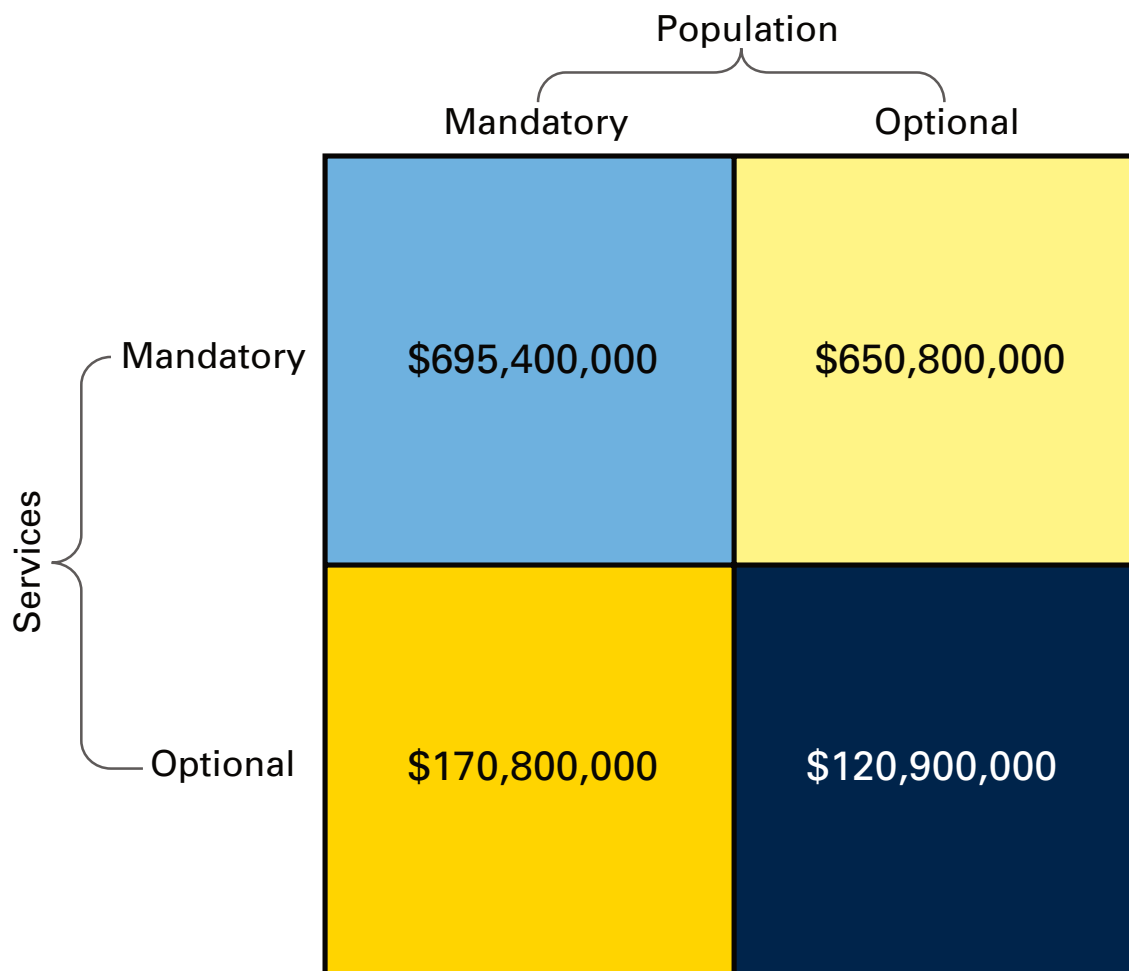 Population
Mandatory Optional
Mandatory $695,400,000 $650,800,000
Services
Optional $170,800,000 $120,900,000